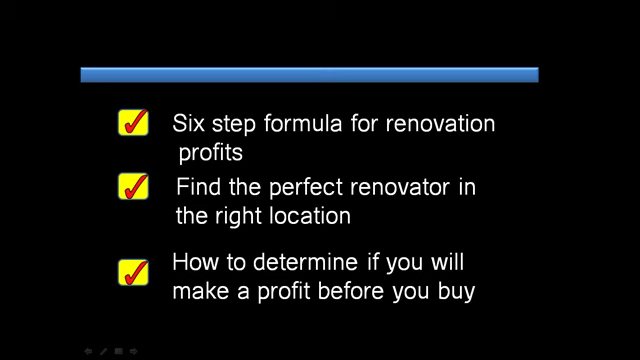 Six step formula for renovation
profits
Find the perfect renovator in
the right location
How to determine if you will
make a profit before you buy